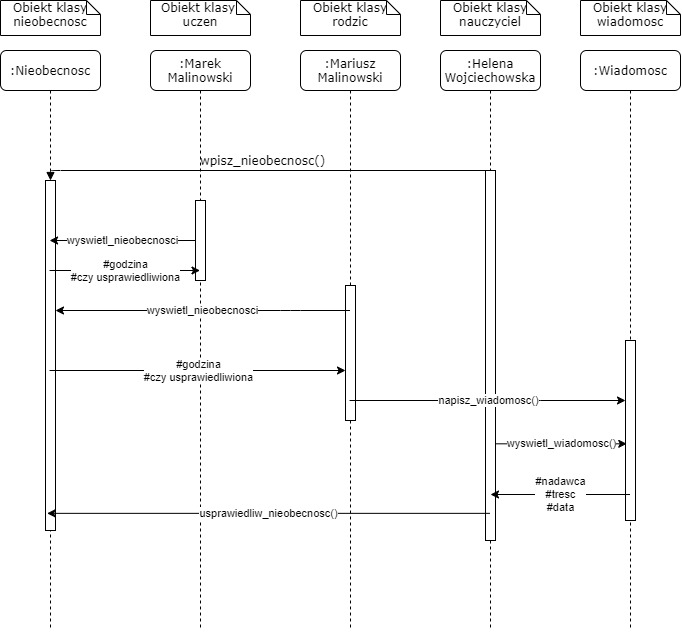 Obiekt klasy
nieobecnosc
Obiekt klasy
uczen
Obiekt klasy
rodzic
Obiekt klasy
nauczyciel
Obiekt klasy
wiadomosc
:Nieobecnosc
:Marek
Malinowski
:Mariusz
Malinowski
:Helena
Wojciechowska
:Wiadomosc
wpisz_nieobecnosc()
wyswietl_nieobecnosci
#godzina
#czy usprawiedliwiona
wyswietl_nieobecnosci
#godzina
#czy usprawiedliwiona
napisz_wiadomosc()
wyswietl_wiadomosc()
#nadawca
#tresc
#data
usprawiedliw_nieobecnosc()